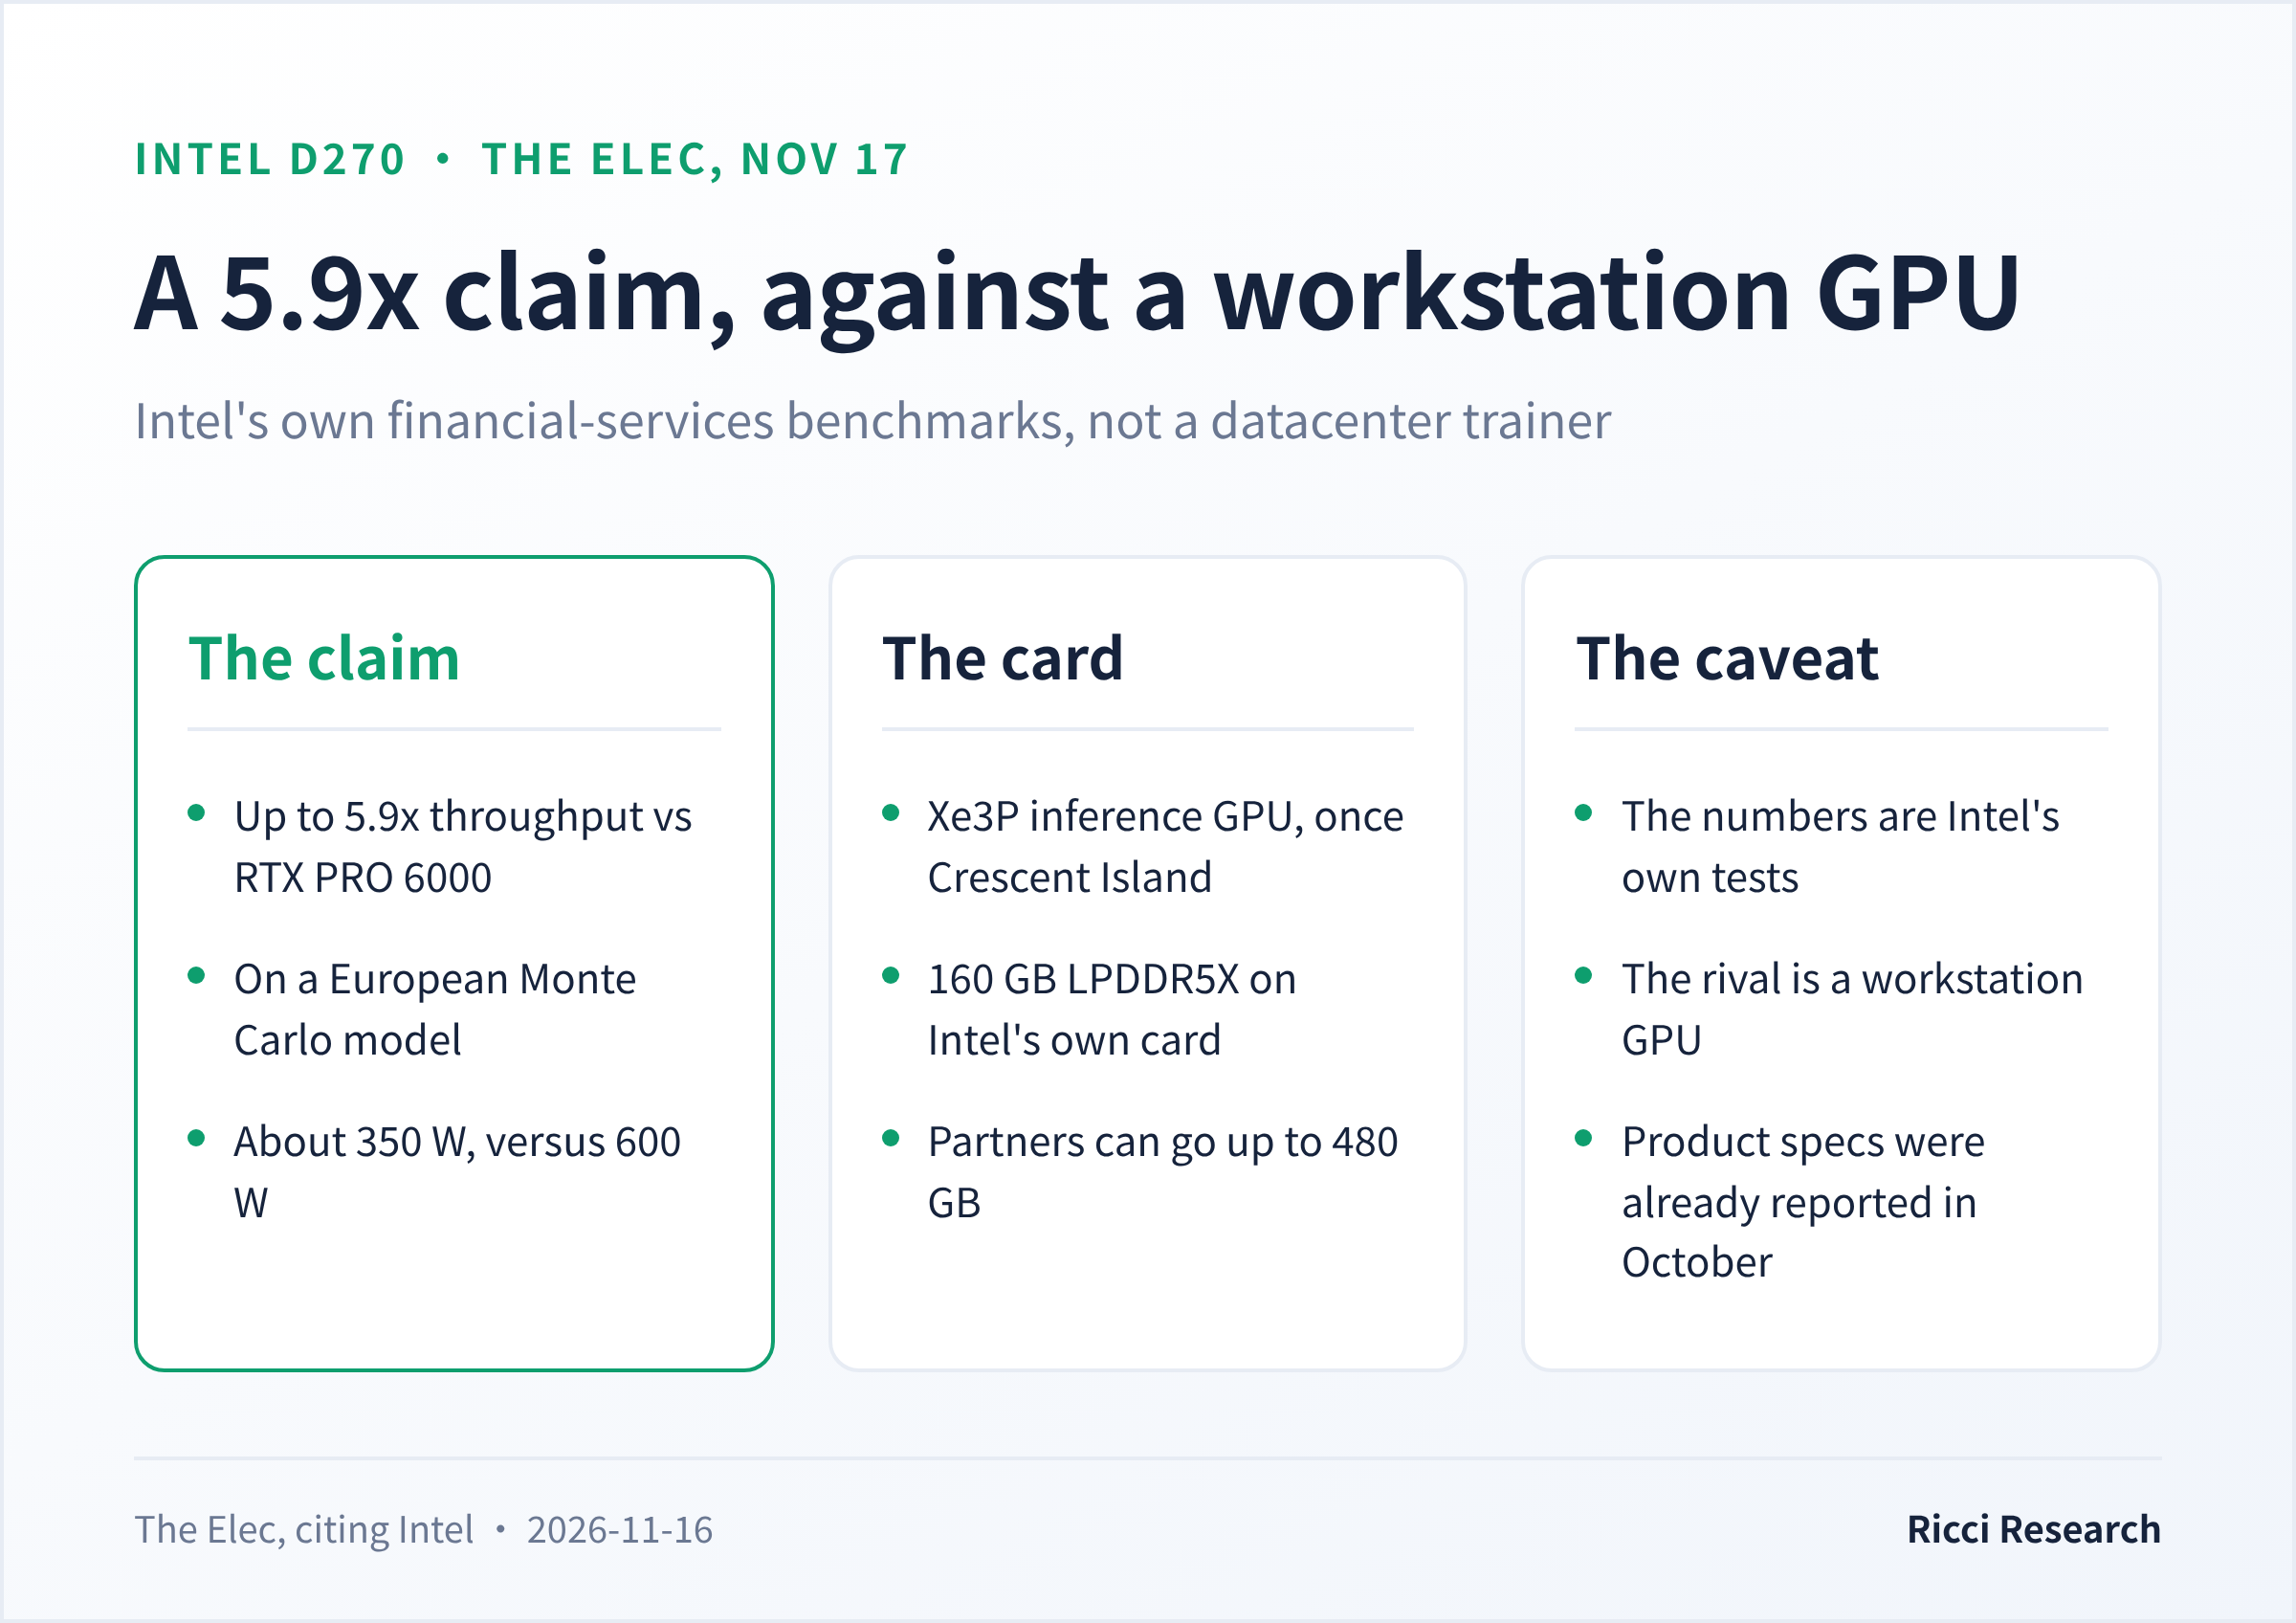 INTEL D270 • THE ELEC, NOV 17
A 5.9x claim, against a workstation GPU
Intel's own financial-services benchmarks, not a datacenter trainer
The claim
• Up to 5.9x throughput vs
RTX PRO 6000
• On a European Monte
Carlo model
• About 350 W, versus 600
W
The card
• Xe3P inference GPU, once
Crescent Island
• 160 GB LPDDR5X on
Intel's own card
• Partners can go up to 480
GB
The caveat
• The numbers are Intel's
own tests
• The rival is a workstation
GPU
• Product specs were
already reported in
October
The Elec, citing Intel • 2026-11-16
Ricci Research